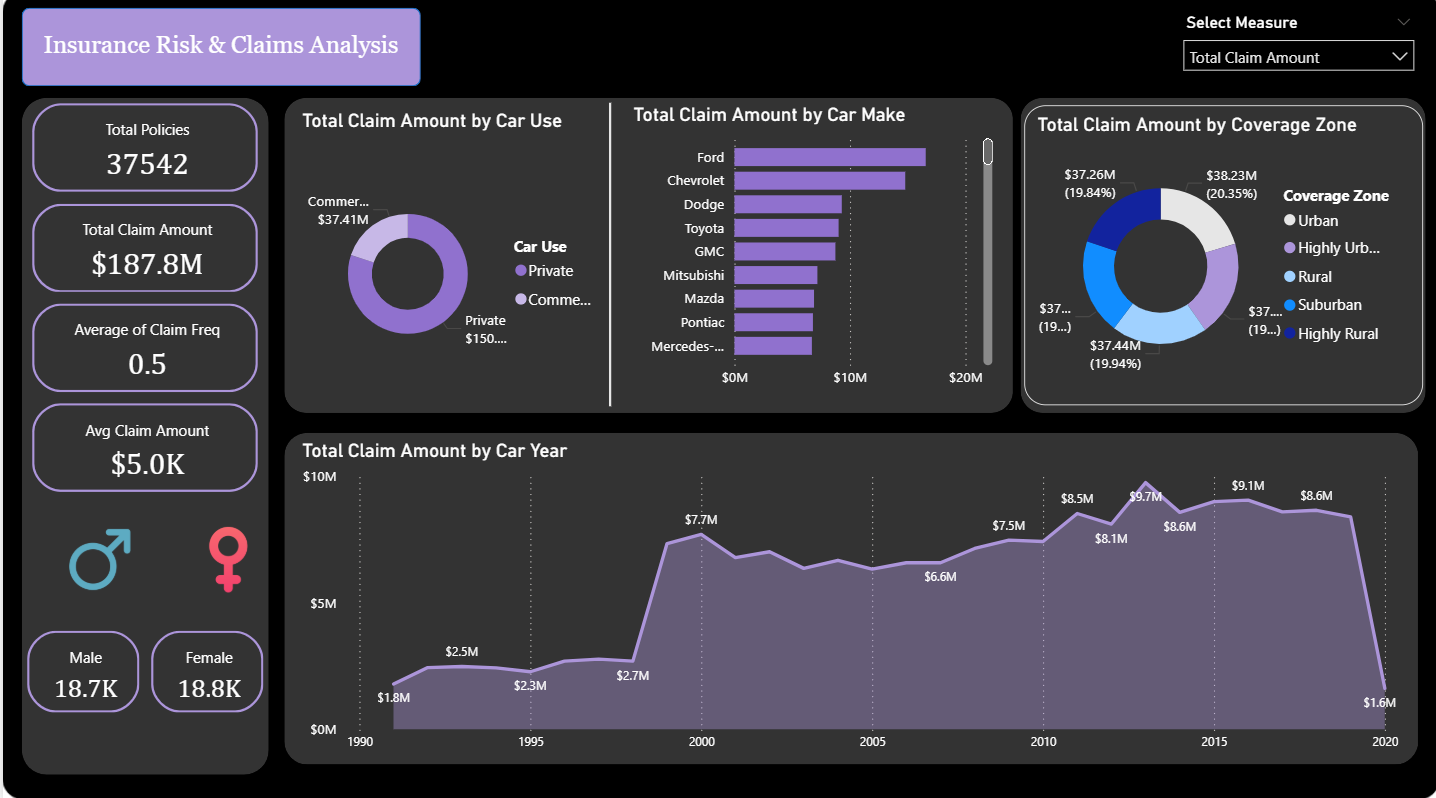 Insurance Risk & Claims Analysis
Select Measure
Total Claim Amount
Total Policies
37542
Total Claim Amount
$187.8M
Average of Claim Freq
0.5
Avg Claim Amount
$5.0K
Male
18.7K
Female
18.8K
Total Claim Amount by Car Use
Commer...
$37.41M
Private
$150....
Car Use
Private
Comme...
Total Claim Amount by Car Make
Ford
Chevrolet
Dodge
Toyota
GMC
Mitsubishi
Mazda
Pontiac
Mercedes-...
$0M
$10M
$20M
Total Claim Amount by Coverage Zone
$37.26M
(19.84%)
$38.23M
(20.35%)
$37...
(19...)
$37....
(19...)
$37.44M
(19.94%)
Coverage Zone
Urban
Highly Urb...
Rural
Suburban
Highly Rural
Total Claim Amount by Car Year
$10M
$5M
$0M
$1.8M
$2.5M
$2.3M
$2.7M
$7.7M
$6.6M
$7.5M
$8.5M
$8.1M
$9.7M
$8.6M
$9.1M
$8.6M
$1.6M
1990
1995
2000
2005
2010
2015
2020